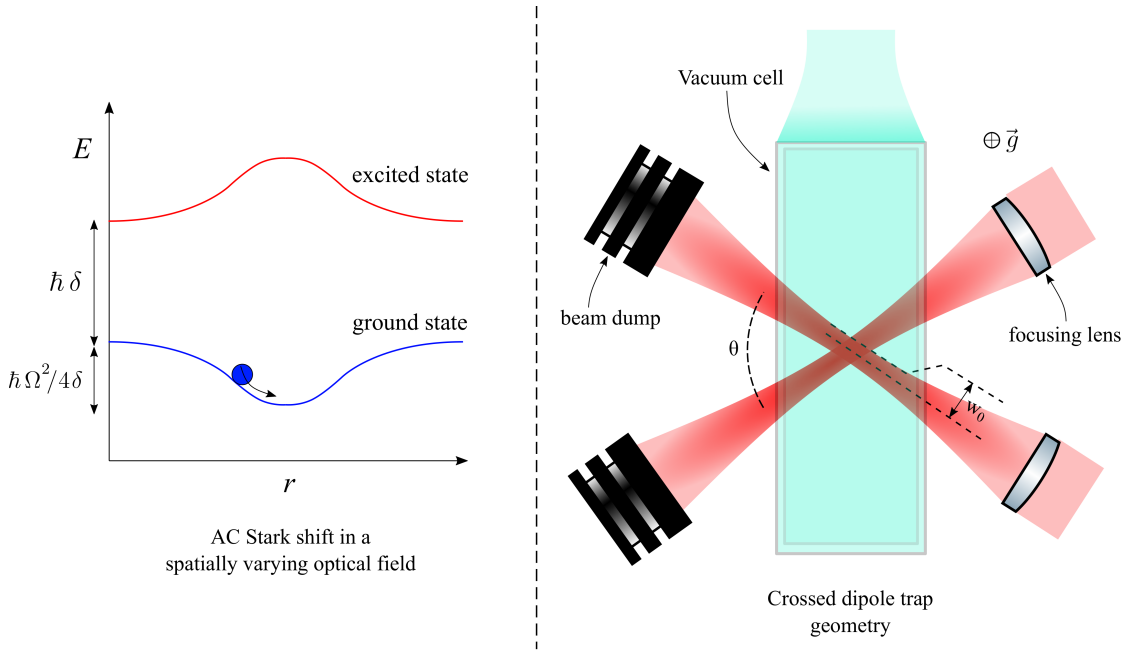 E
excited state
ħ δ
ground state
ħ Ω²/4δ
r
AC Stark shift in a
spatially varying optical field
Vacuum cell
⊕ g⃗
beam dump
focusing lens
θ
w₀
Crossed dipole trap
geometry